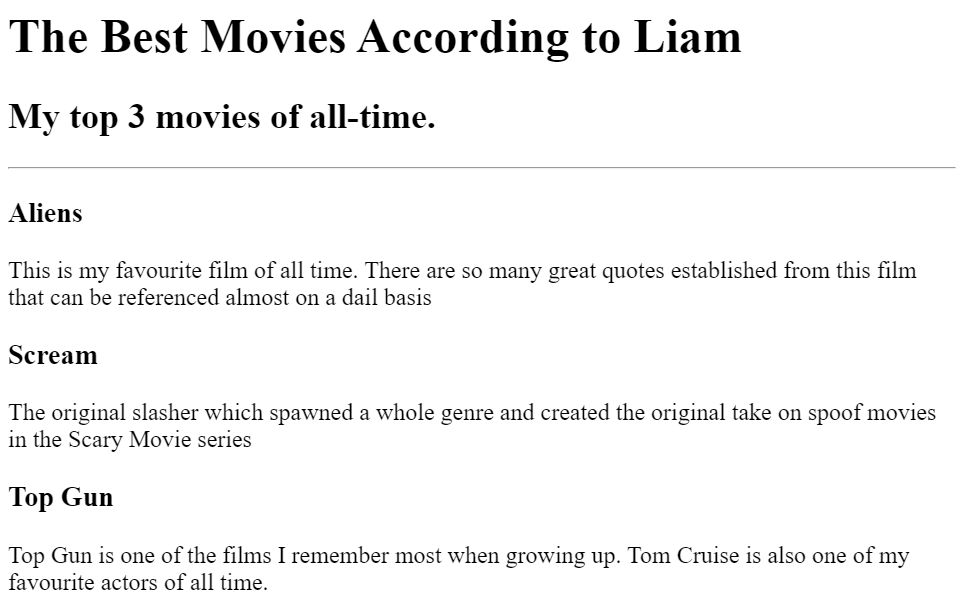 The Best Movies According to Liam
My top 3 movies of all-time.
Aliens
This is my favourite film of all time. There are so many great quotes established from this film
that can be referenced almost on a dail basis
Scream
The original slasher which spawned a whole genre and created the original take on spoof movies
in the Scary Movie series
Top Gun
Top Gun is one of the films I remember most when growing up. Tom Cruise is also one of my
favourite actors of all time.